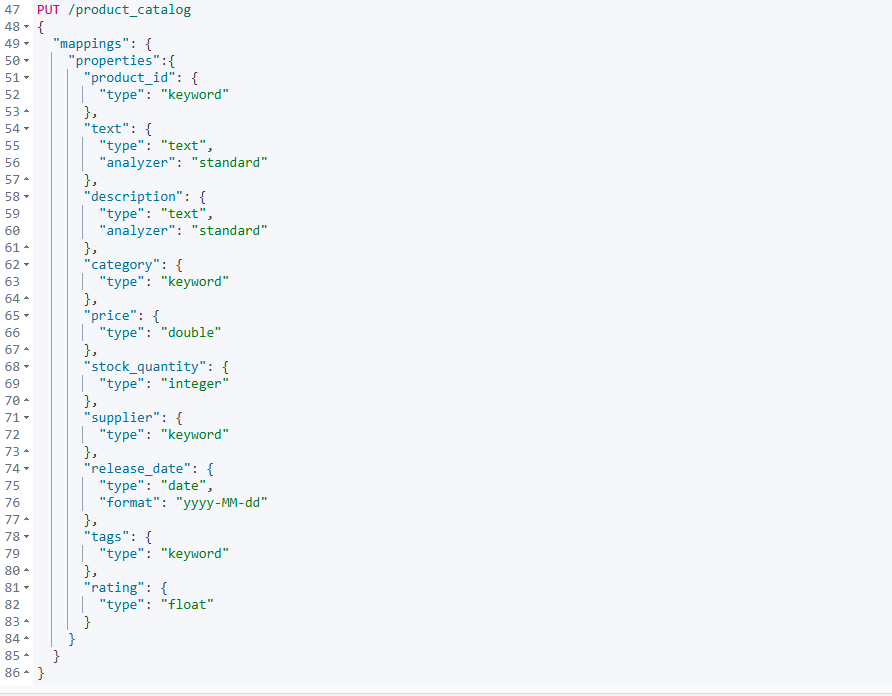 47 PUT /product_catalog
48 {
49 "mappings": {
50 "properties":{
51 "product_id": {
52 "type": "keyword"
53 },
54 "text": {
55 "type": "text",
56 "analyzer": "standard"
57 },
58 "description": {
59 "type": "text",
60 "analyzer": "standard"
61 },
62 "category": {
63 "type": "keyword"
64 },
65 "price": {
66 "type": "double"
67 },
68 "stock_quantity": {
69 "type": "integer"
70 },
71 "supplier": {
72 "type": "keyword"
73 },
74 "release_date": {
75 "type": "date",
76 "format": "yyyy-MM-dd"
77 },
78 "tags": {
79 "type": "keyword"
80 },
81 "rating": {
82 "type": "float"
83 }
84 }
85 }
86 }